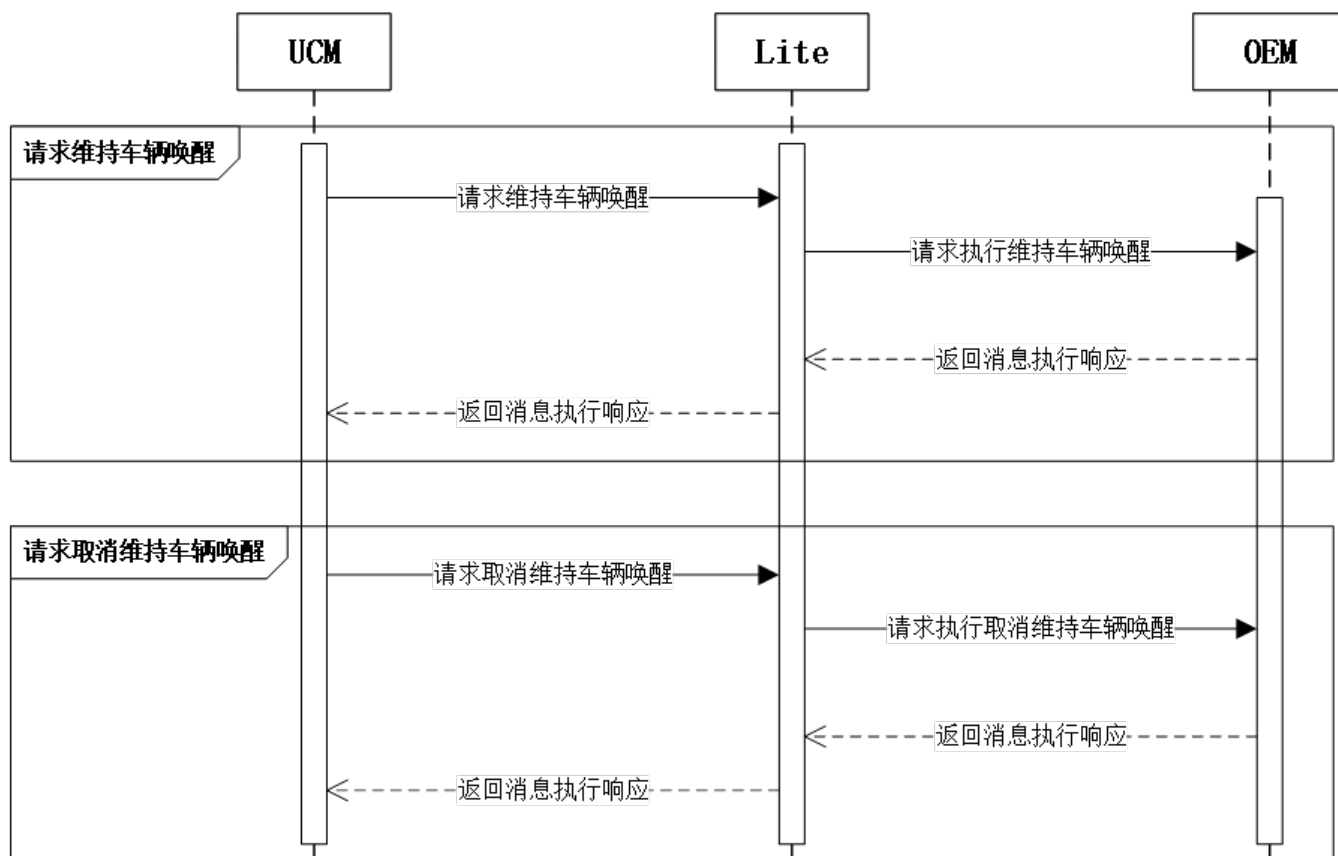 UCM
Lite
OEM
请求维持车辆唤醒
请求维持车辆唤醒
请求执行维持车辆唤醒
返回消息执行响应
返回消息执行响应
请求取消维持车辆唤醒
请求取消维持车辆唤醒
请求执行取消维持车辆唤醒
返回消息执行响应
返回消息执行响应